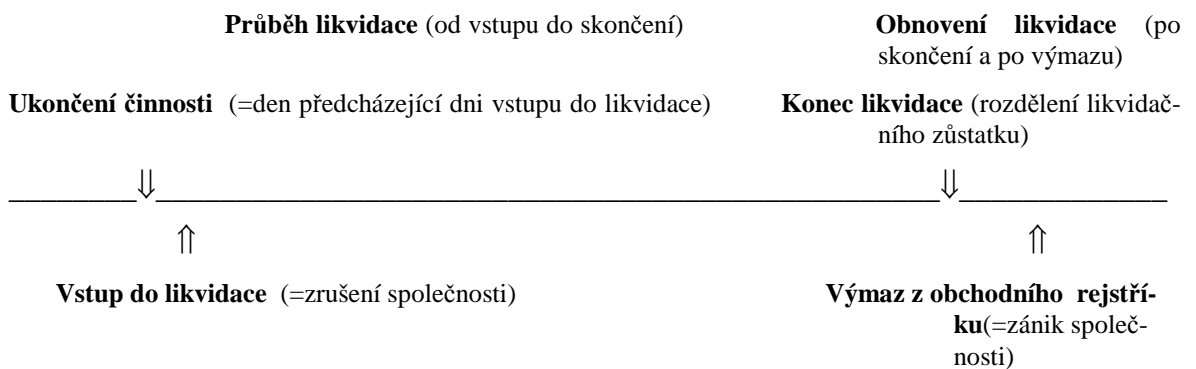 Průběh likvidace (od vstupu do skončení)
Obnovení likvidace (po
skončení a po výmazu)
Ukončení činnosti (=den předcházející dni vstupu do likvidace)
Konec likvidace (rozdělení likvidač-
ního zůstatku)
Vstup do likvidace (=zrušení společnosti)
Výmaz z obchodního rejstří-
ku(=zánik společ-
nosti)